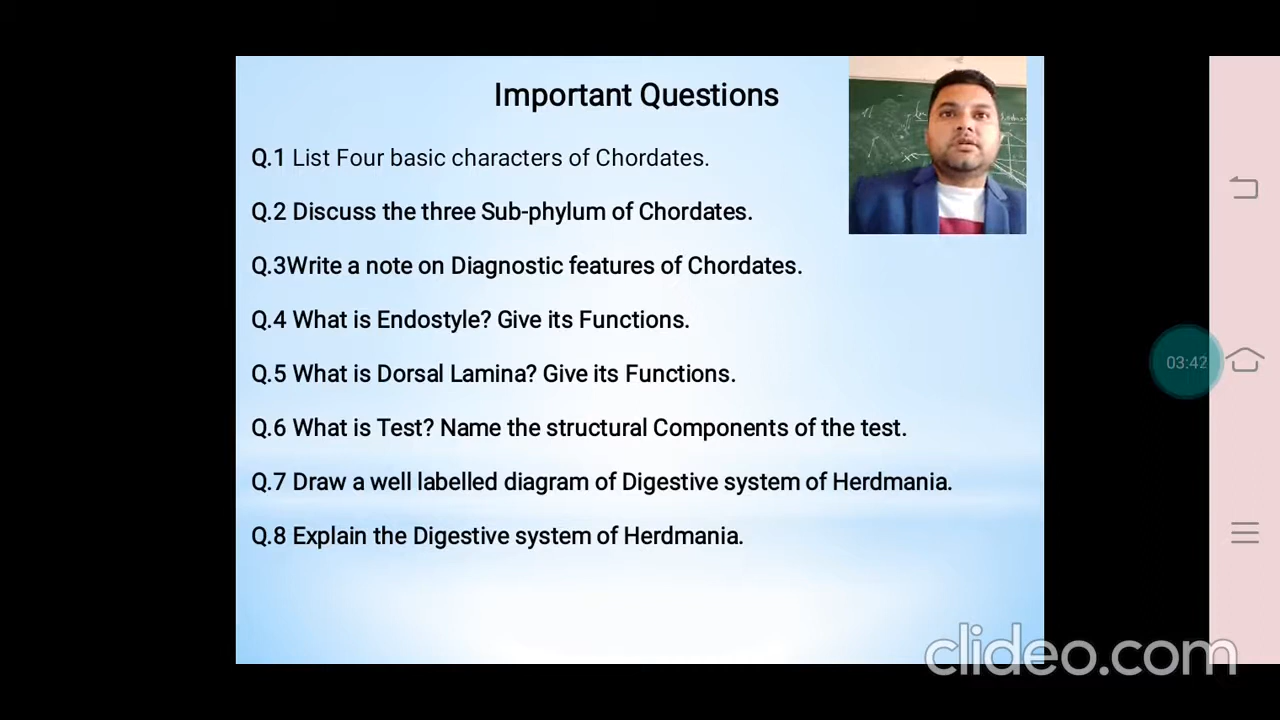 Important Questions
Q.1 List Four basic characters of Chordates.
Q.2 Discuss the three Sub-phylum of Chordates.
Q.3Write a note on Diagnostic features of Chordates.
Q.4 What is Endostyle? Give its Functions.
Q.5 What is Dorsal Lamina? Give its Functions.
Q.6 What is Test? Name the structural Components of the test.
Q.7 Draw a well labelled diagram of Digestive system of Herdmania.
Q.8 Explain the Digestive system of Herdmania.
03:42
clideo.com